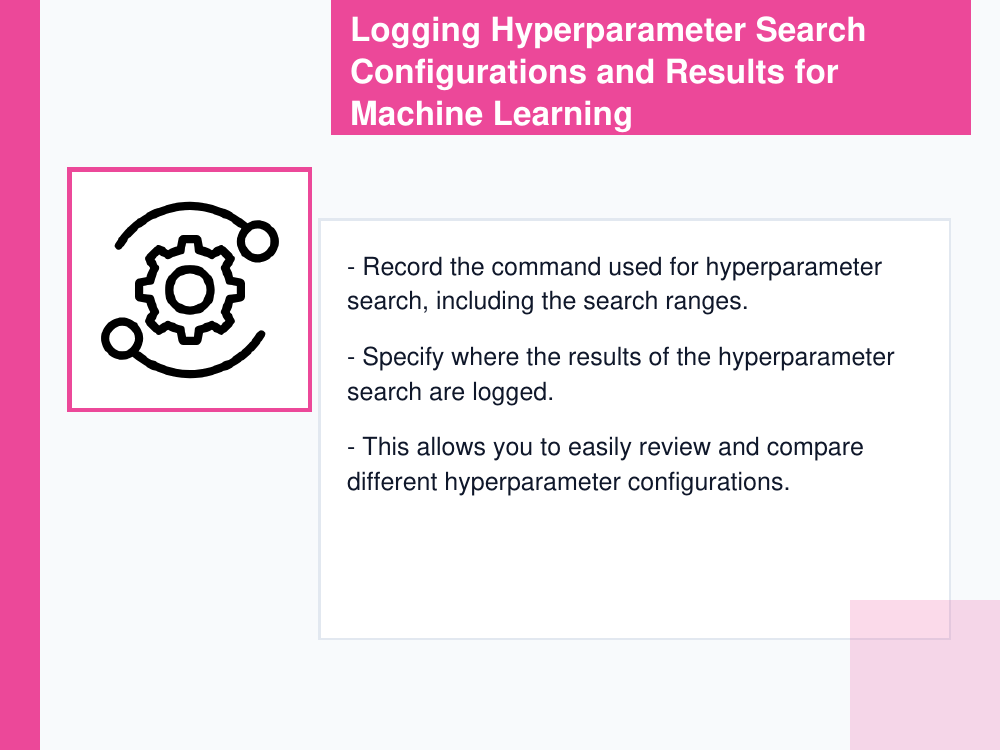 Logging Hyperparameter Search
Configurations and Results for
Machine Learning
- Record the command used for hyperparameter
search, including the search ranges.
- Specify where the results of the hyperparameter
search are logged.
- This allows you to easily review and compare
different hyperparameter configurations.